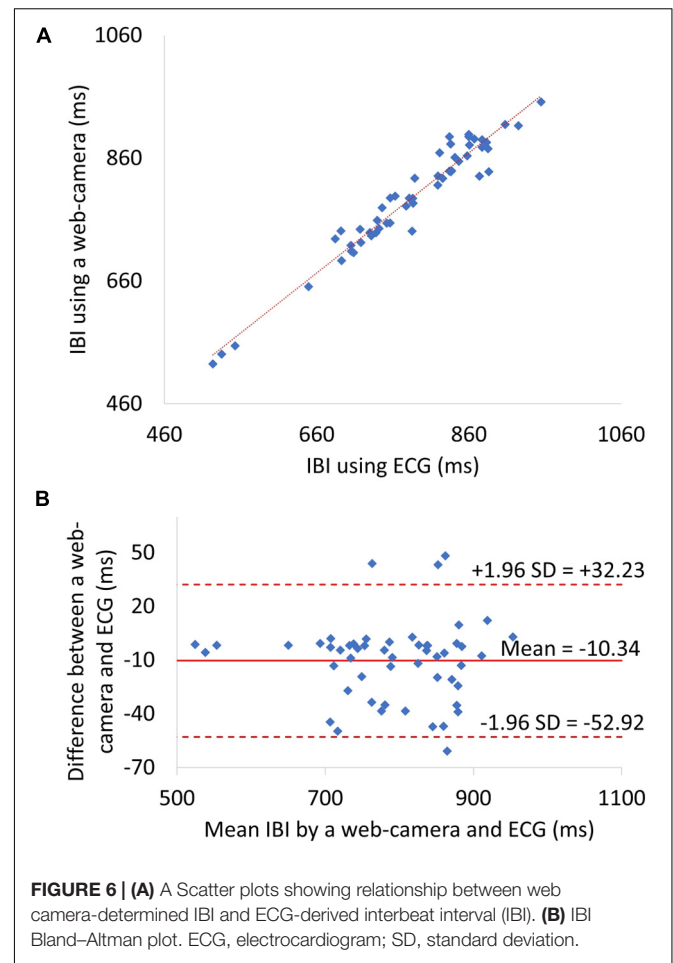 A
1060
860
660
460
IBI using a web-camera (ms)
460 660 860 1060
IBI using ECG (ms)
B
Difference between a web-
camera and ECG (ms)
50
20
-10
-40
-70
+1.96 SD = +32.23
Mean = -10.34
-1.96 SD = -52.92
500 700 900 1100
Mean IBI by a web-camera and ECG (ms)
FIGURE 6 | (A) A Scatter plots showing relationship between web
camera-determined IBI and ECG-derived interbeat interval (IBI). (B) IBI
Bland–Altman plot. ECG, electrocardiogram; SD, standard deviation.